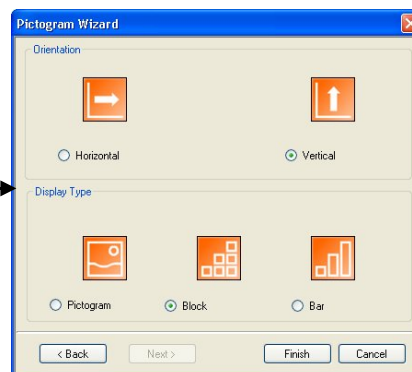 Pictogram Wizard
Orientation
Horizontal Vertical
Display Type
Pictogram Block Bar
< Back Next > Finish Cancel